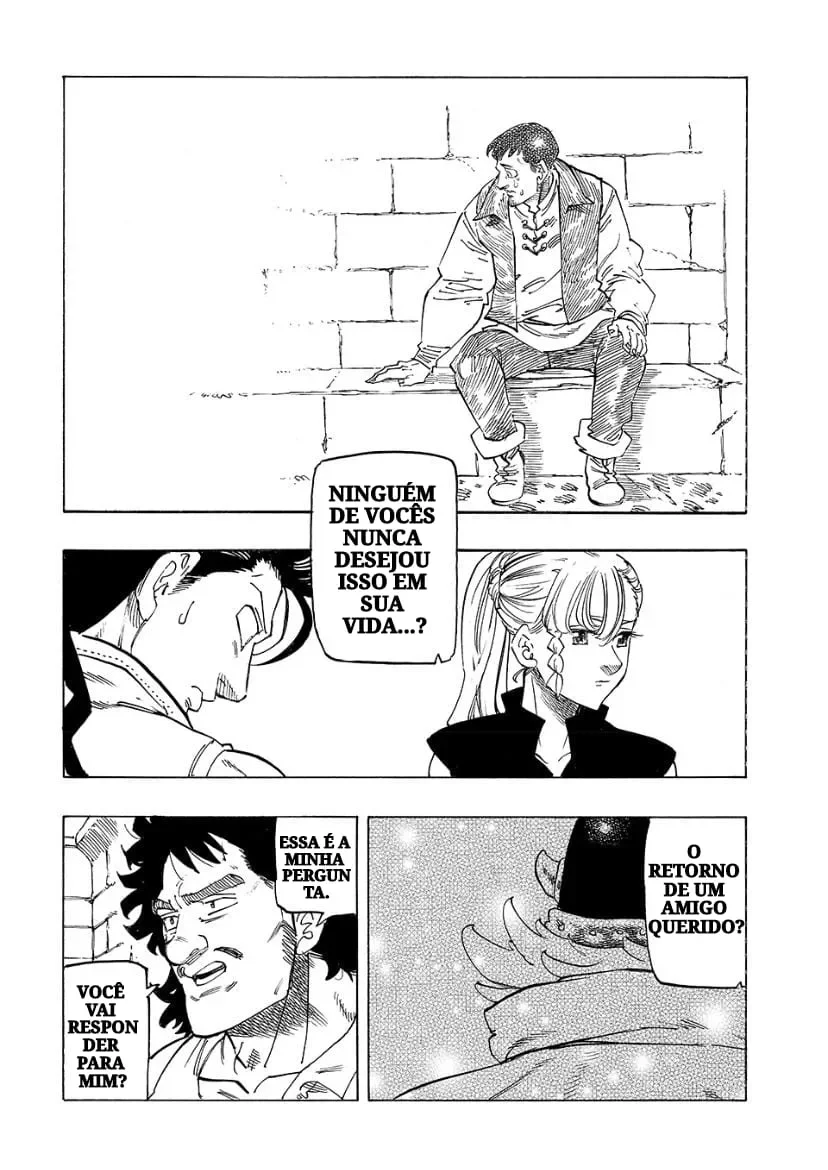 NINGUÉM
DE VOCÊS
NUNCA
DESEJOU
ISSO EM
SUA
VIDA...?
O
RETORNO
DE UM
AMIGO
QUERIDO?
ESSA É A
MINHA
PERGUN
TA.
VOCÊ
VAI
RESPON
DER
PARA
MIM?